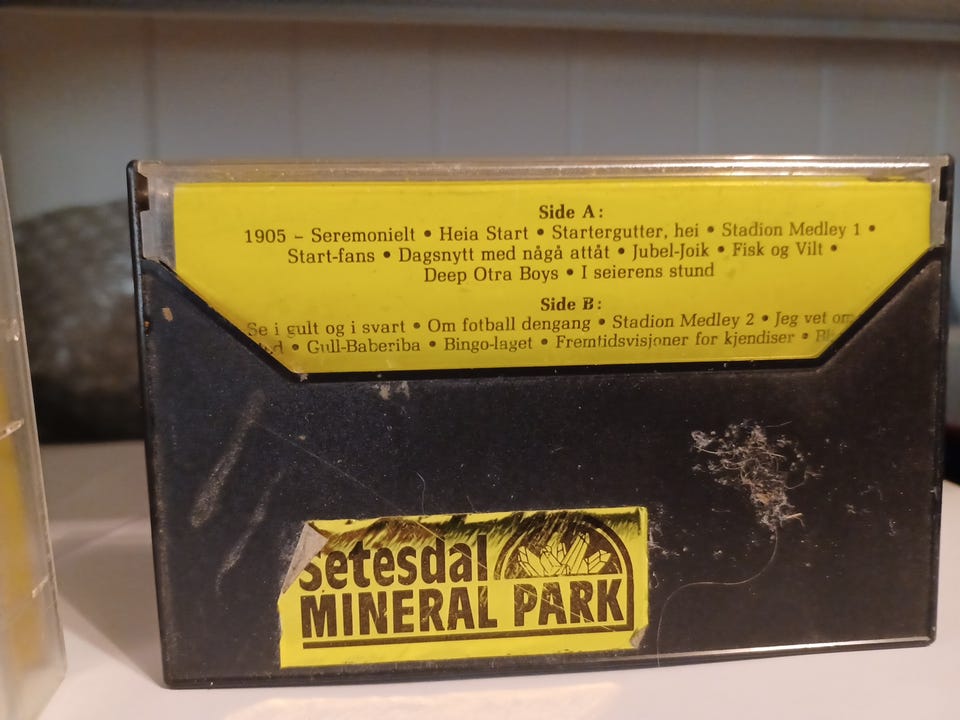 Side A:
1905 – Seremonielt • Heia Start • Startergutter, hei • Stadion Medley 1 •
Start-fans • Dagsnytt med någå attåt • Jubel-Joik • Fisk og Vilt •
Deep Otra Boys • I seierens stund
Side B:
Se i gult og i svart • Om fotball dengang • Stadion Medley 2 • Jeg vet om
• Gull-Baberiba • Bingo-laget • Fremtidsvisjoner for kjendiser •
Setesdal
MINERAL PARK